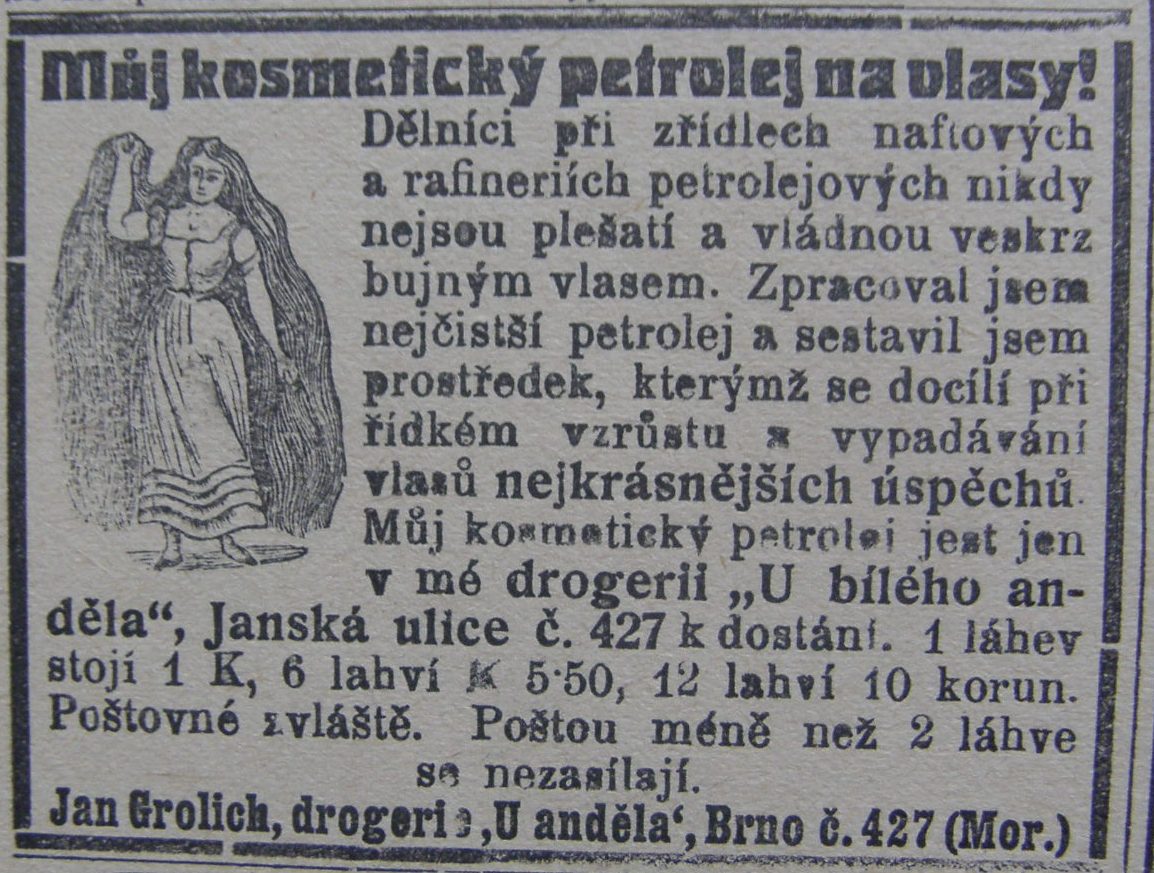 Můj kosmetický petrolej na vlasy!
Dělníci při zřídlech naftových
a rafineriích petrolejových nikdy
nejsou plešatí a vládnou veskrz
bujným vlasem. Zpracoval jsem
nejčistší petrolej a sestavil jsem
prostředek, kterýmž se docílí při
řídkém vzrůstu a vypadávání
vlasů nejkrásnějších úspěchů.
Můj kosmetický petrolej jest jen
v mé drogerii „U bílého an-
děla“, Janská ulice č. 427 k dostání. 1 láhev
stojí 1 K, 6 lahví K 5·50, 12 lahví 10 korun.
Poštovné zvláště. Poštou méně než 2 láhve
se nezasílají.
Jan Grolich, drogerie ‚U anděla‘, Brno č. 427 (Mor.)